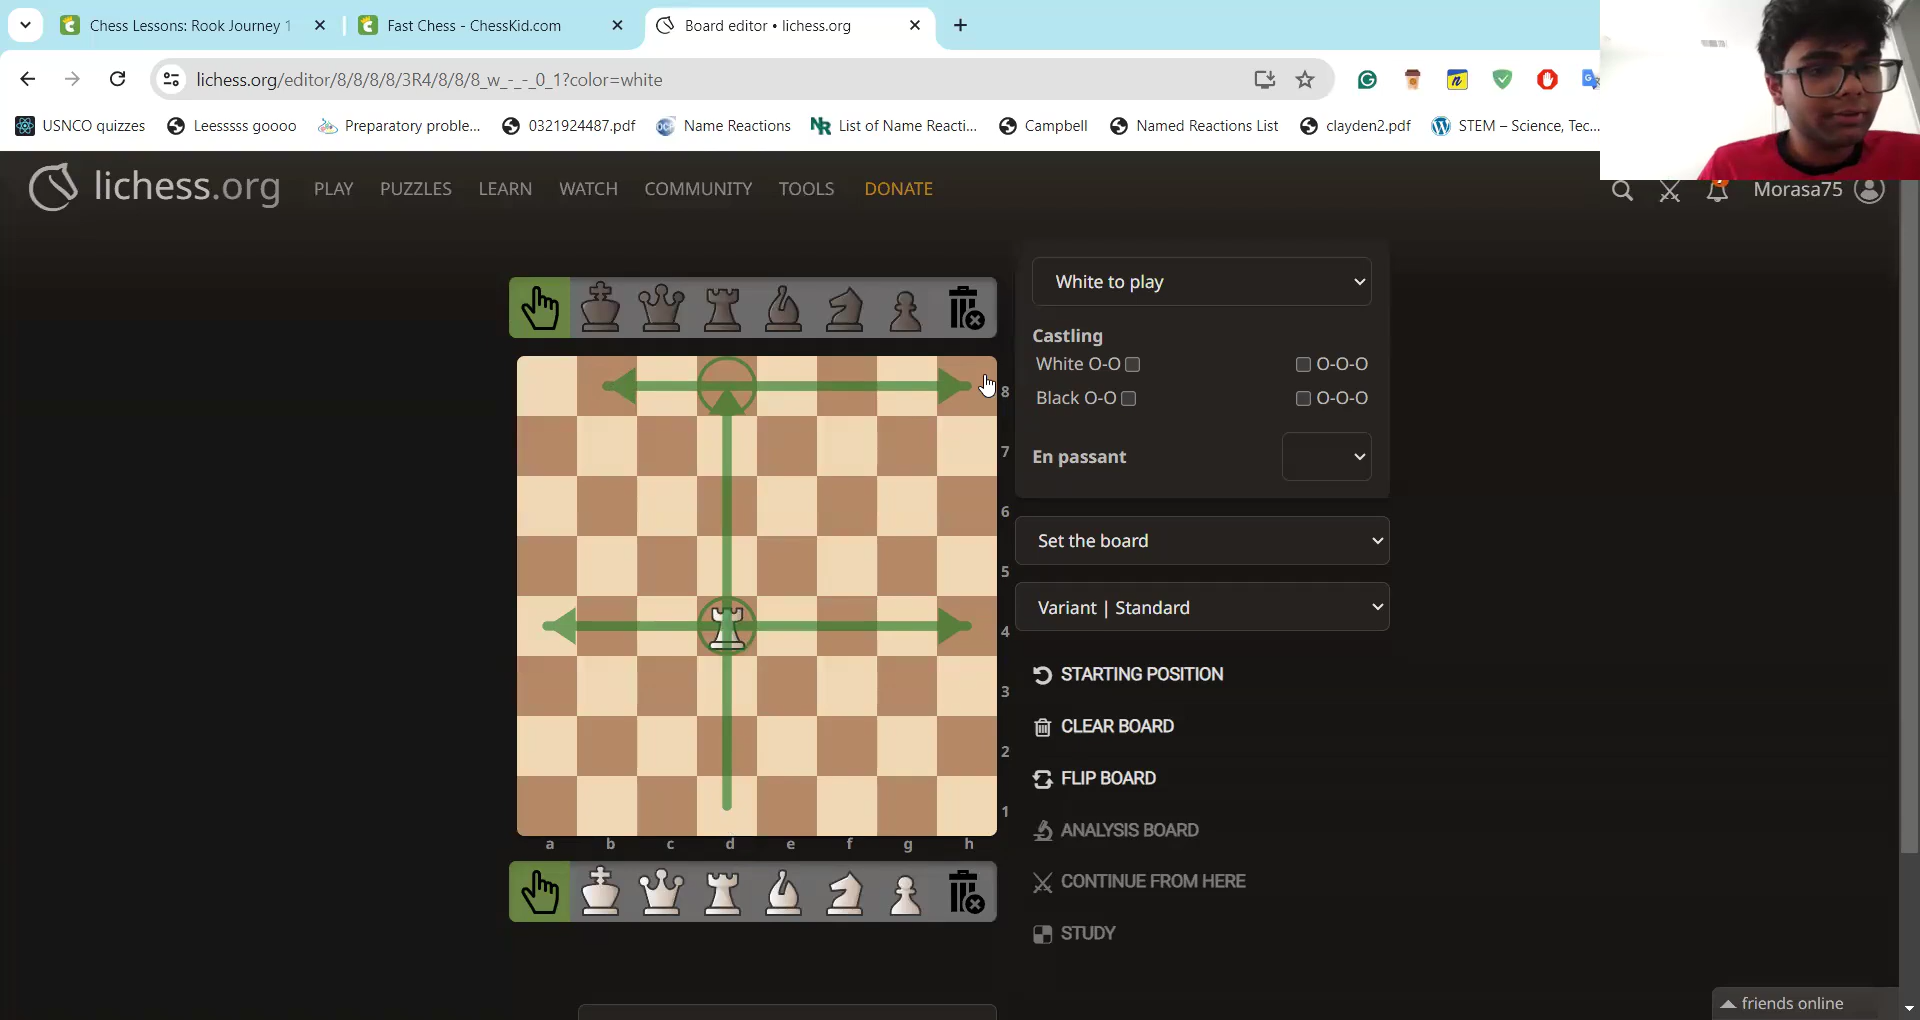 Chess Lessons: Rook Journey 1
Fast Chess - ChessKid.com
Board editor • lichess.org
lichess.org/editor/8/8/8/8/3R4/8/8/8_w_-_-_0_1?color=white
USNCO quizzes
Leesssss goooo
Preparatory proble...
0321924487.pdf
Name Reactions
List of Name Reacti...
Campbell
Named Reactions List
clayden2.pdf
STEM – Science, Tec...
lichess.org
PLAY
PUZZLES
LEARN
WATCH
COMMUNITY
TOOLS
DONATE
Morasa75
White to play
Castling
White O-O
O-O-O
Black O-O
O-O-O
En passant
Set the board
Variant | Standard
STARTING POSITION
CLEAR BOARD
FLIP BOARD
ANALYSIS BOARD
CONTINUE FROM HERE
STUDY
8
7
6
5
4
3
2
1
a b c d e f g h
friends online